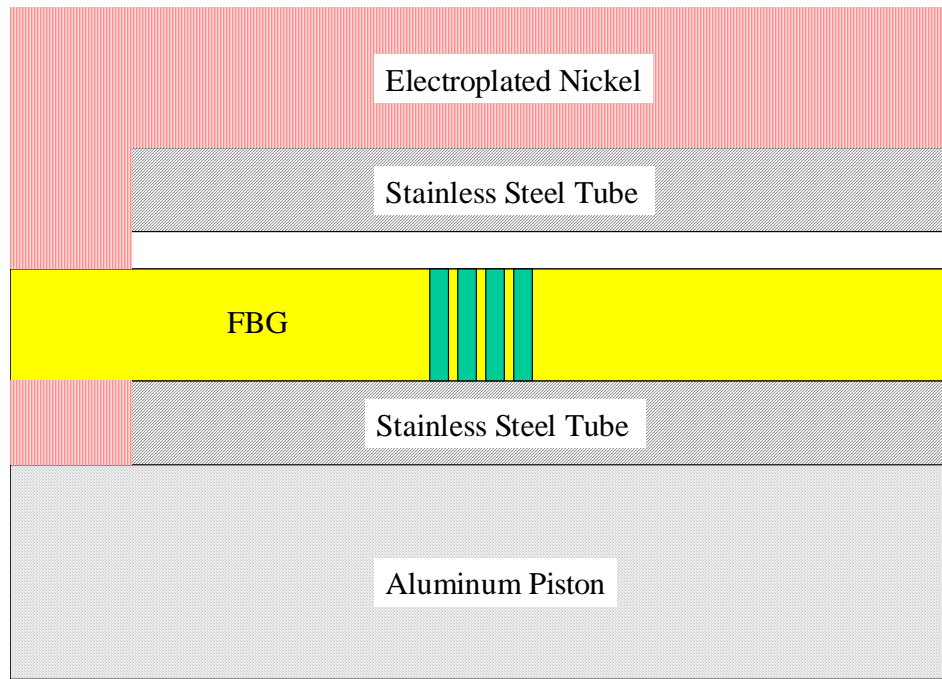 Electroplated Nickel
Stainless Steel Tube
FBG
Stainless Steel Tube
Aluminum Piston